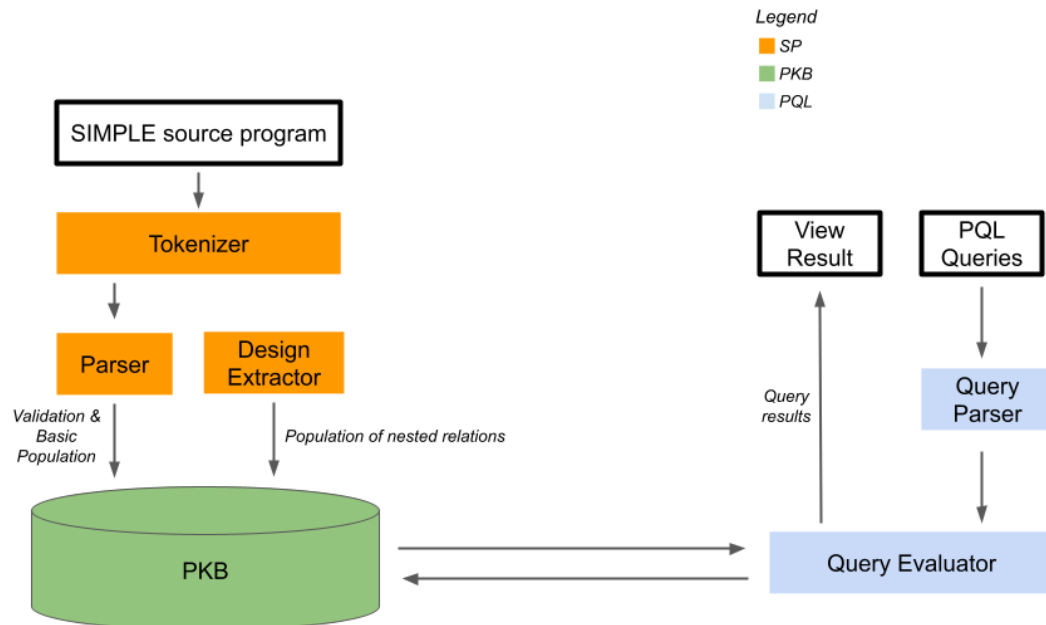 Legend
SP
PKB
PQL
SIMPLE source program
Tokenizer
Parser
Design
Extractor
Validation &
Basic
Population
Population of nested relations
PKB
View
Result
PQL
Queries
Query
results
Query
Parser
Query Evaluator